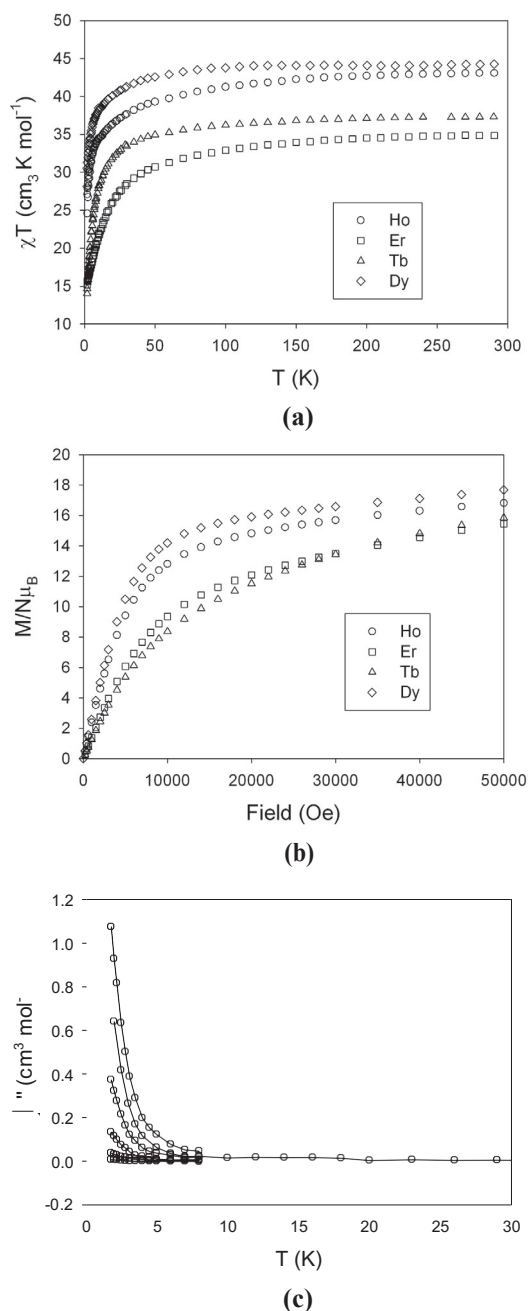 50
45
40
35
30
25
20
15
10
χT (cm3 K mol-1)
Ho
Er
Tb
Dy
0 50 100 150 200 250 300
T (K)
(a)
20
18
16
14
12
10
8
6
4
2
0
M/NμB
Ho
Er
Tb
Dy
0 10000 20000 30000 40000 50000
Field (Oe)
(b)
1.2
1.0
0.8
0.6
0.4
0.2
0.0
-0.2
" (cm3 mol-
0 5 10 15 20 25 30
T (K)
(c)